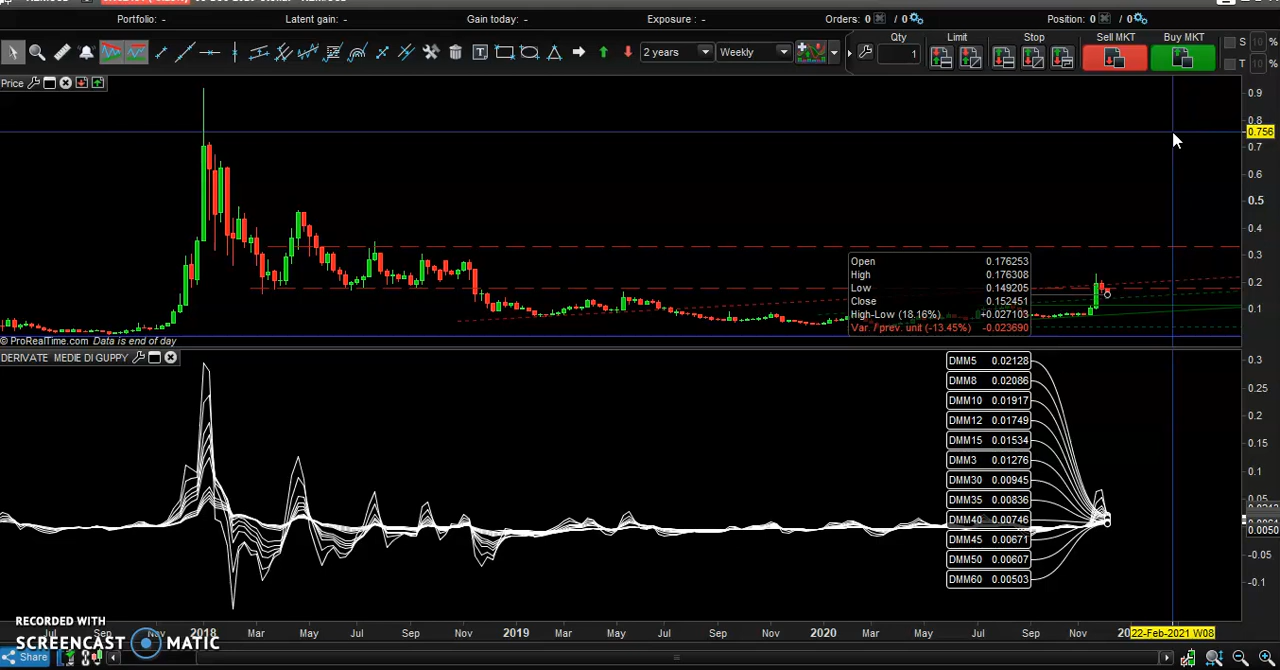 Portfolio: - Latent gain: - Gain today: - Exposure : - Orders: 0 / 0 Position: 0 / 0
2 years Weekly Qty 1 Limit Stop Sell MKT Buy MKT S 10 %
T 10 %
Price
0.9
0.8
0.756
0.7
0.6
0.5
0.4
0.3
0.2
0.1
Open 0.176253
High 0.176308
Low 0.149205
Close 0.152451
High-Low (18.16%) +0.027103
Var. / prev. unit (-13.45%) -0.023690
© ProRealTime.com Data is end of day
DERIVATE MEDIE DI GUPPY
DMM5 0.02128
DMM8 0.02086
DMM10 0.01917
DMM12 0.01749
DMM15 0.01534
DMM3 0.01276
DMM30 0.00945
DMM35 0.00836
DMM40 0.00746
DMM45 0.00671
DMM50 0.00607
DMM60 0.00503
0.3
0.25
0.2
0.15
0.1
0.05
0.0050
-0.05
-0.1
RECORDED WITH
SCREENCAST MATIC
Jul Sep Nov 2018 Mar May Jul Sep Nov 2019 Mar May Jul Sep Nov 2020 Mar May Jul Sep Nov 22-Feb-2021 W08
Share